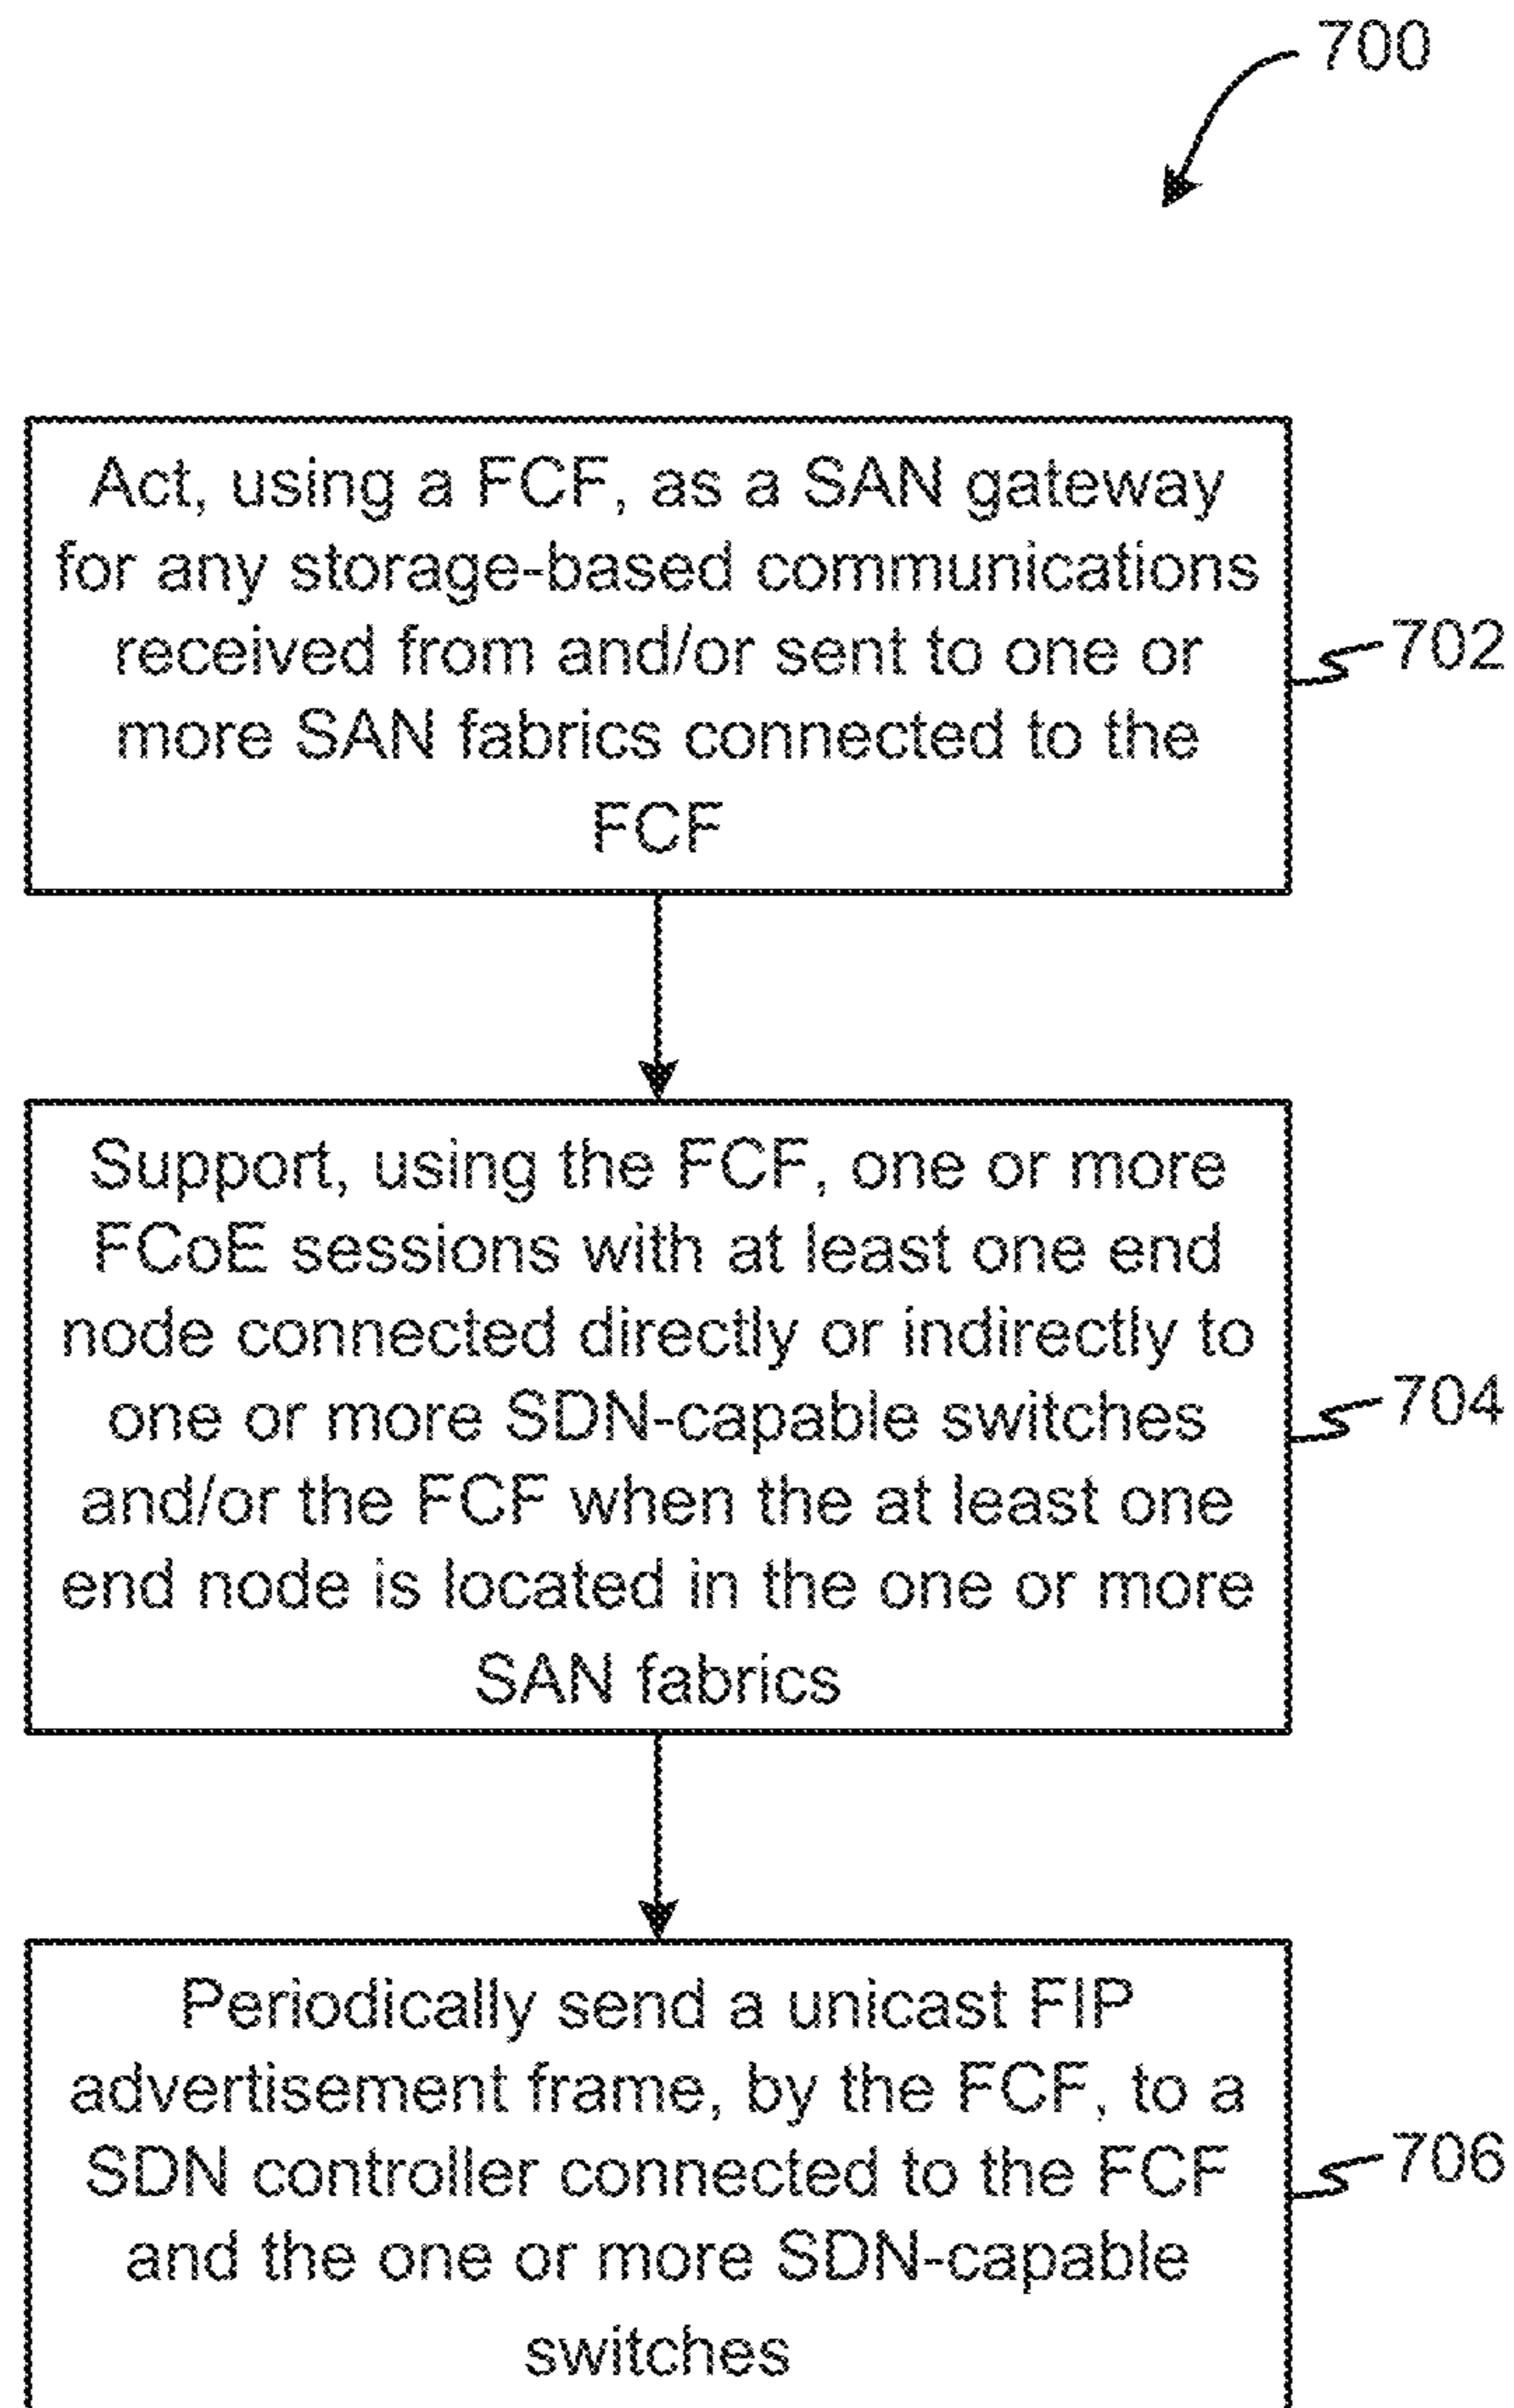 700
Act, using a FCF, as a SAN gateway
for any storage-based communications
received from and/or sent to one or
more SAN fabrics connected to the
FCF
702
Support, using the FCF, one or more
FCoE sessions with at least one end
node connected directly or indirectly to
one or more SDN-capable switches
and/or the FCF when the at least one
end node is located in the one or more
SAN fabrics
704
Periodically send a unicast FIP
advertisement frame, by the FCF, to a
SDN controller connected to the FCF
and the one or more SDN-capable
switches
706